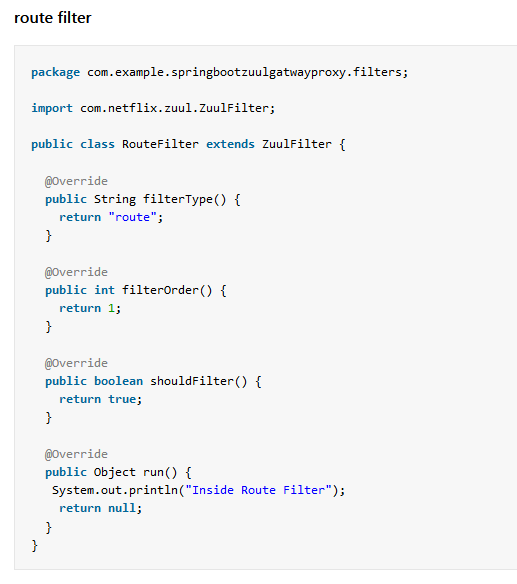 route filter
package com.example.springbootzuulgatwayproxy.filters;
import com.netflix.zuul.ZuulFilter;
public class RouteFilter extends ZuulFilter {
@Override
public String filterType() {
return "route";
}
@Override
public int filterOrder() {
return 1;
}
@Override
public boolean shouldFilter() {
return true;
}
@Override
public Object run() {
System.out.println("Inside Route Filter");
return null;
}
}